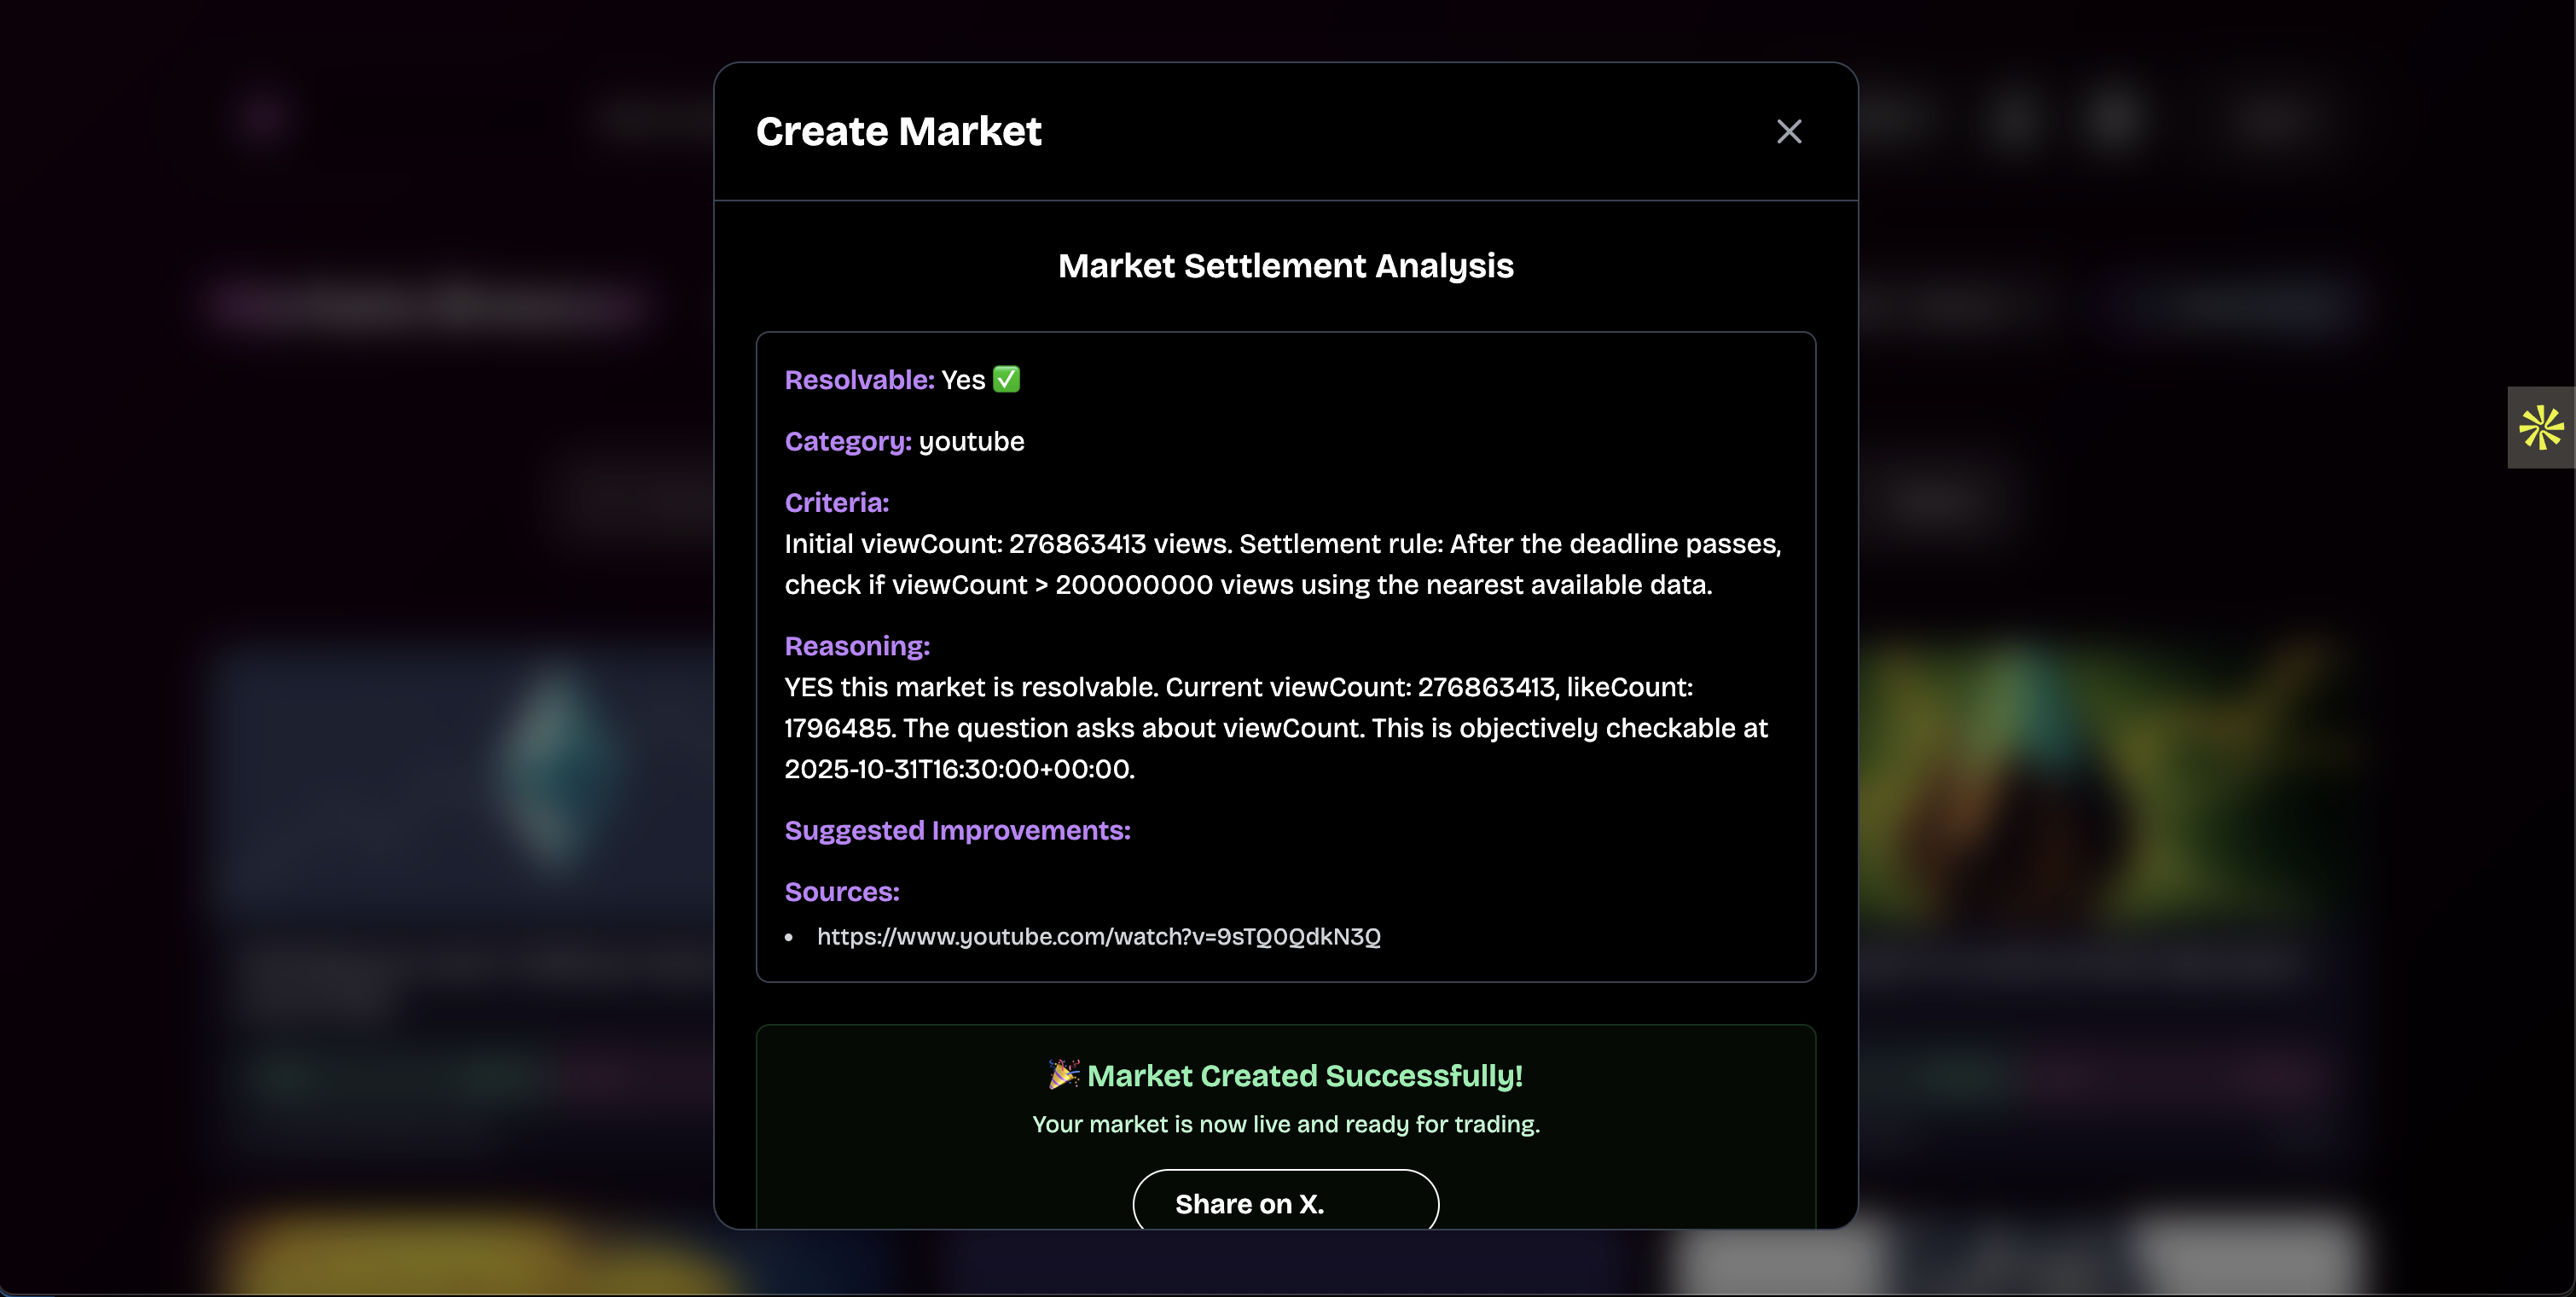 Create Market
Market Settlement Analysis
Resolvable: Yes ✅
Category: youtube
Criteria:
Initial viewCount: 276863413 views. Settlement rule: After the deadline passes,
check if viewCount > 200000000 views using the nearest available data.
Reasoning:
YES this market is resolvable. Current viewCount: 276863413, likeCount:
1796485. The question asks about viewCount. This is objectively checkable at
2025-10-31T16:30:00+00:00.
Suggested Improvements:
Sources:
• https://www.youtube.com/watch?v=9sTQ0QdkN3Q
🎉 Market Created Successfully!
Your market is now live and ready for trading.
Share on X.